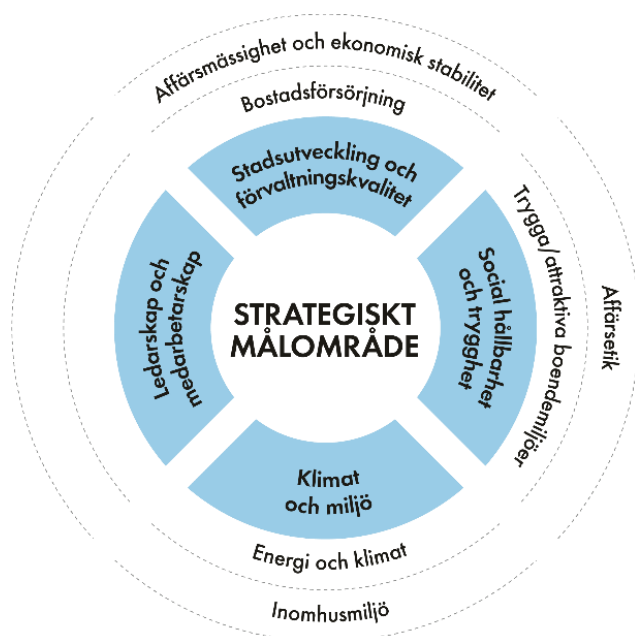 Affärsmässighet och ekonomisk stabilitet
Bostadsförsörjning
Stadsutveckling och
förvaltningskvalitet
Ledarskap och
medarbetarskap
STRATEGISKT
MÅLOMRÅDE
Social hållbarhet
och trygghet
Trygga/attraktiva boendemiljöer
Affärsetik
Klimat
och miljö
Energi och klimat
Inomhusmiljö